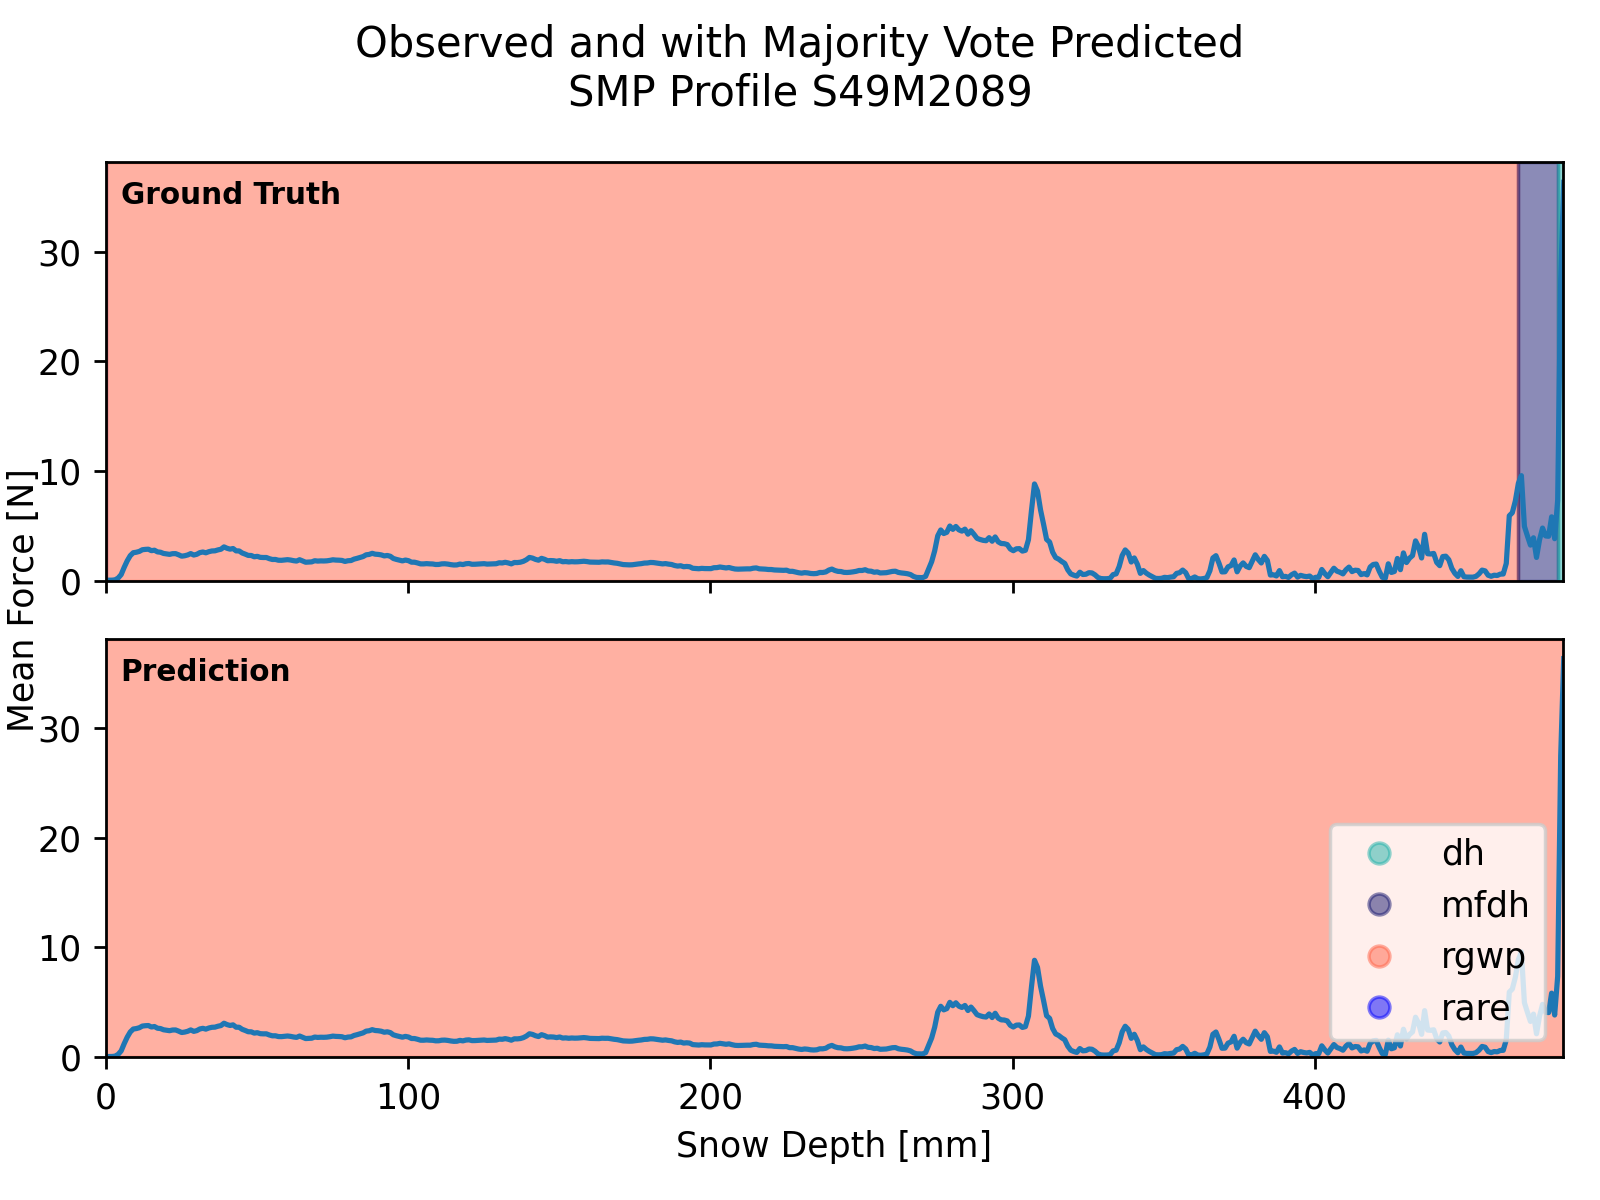 Observed and with Majority Vote Predicted
SMP Profile S49M2089
Ground Truth
30
20
10
0
Mean Force [N]
Prediction
30
20
10
0
dh
mfdh
rgwp
rare
0 100 200 300 400
Snow Depth [mm]